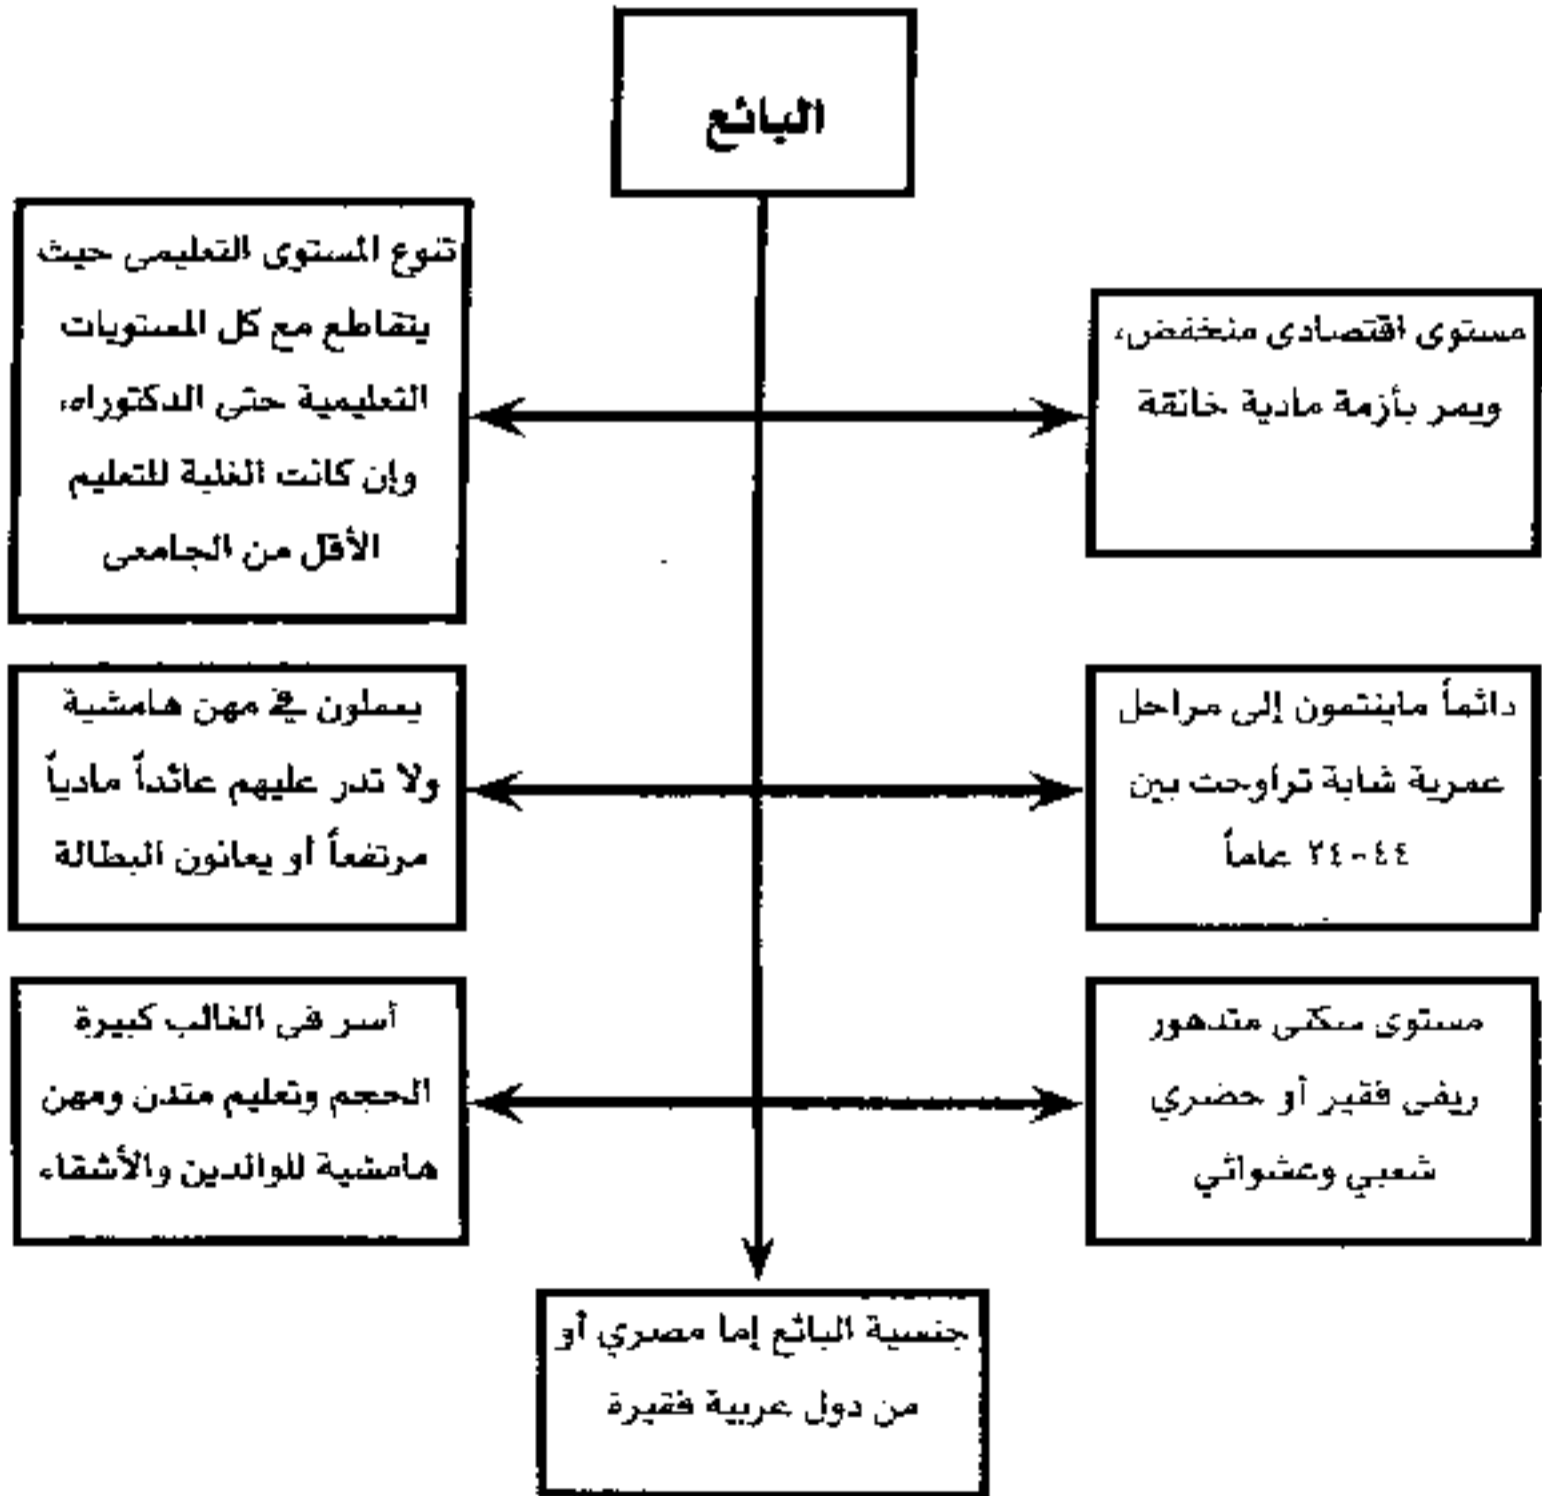 البائع
مستوى اقتصادى منخفض،
ويمر بأزمة مادية خانقة
تنوع المستوى التعليمى حيث
يتقاطع مع كل المستويات
التعليمية حتى الدكتوراه،
وإن كانت الغلبة للتعليم
الأقل من الجامعى
دائماً ماينتمون إلى مراحل
عمرية شابة تراوحت بين
٢٤-٤٤ عاماً
يعملون في مهن هامشية
ولا تدر عليهم عائداً مادياً
مرتفعاً أو يعانون البطالة
مستوى سكنى متدهور
ريفى فقير أو حضري
شعبي وعشوائي
أسر فى الغالب كبيرة
الحجم وتعليم متدن ومهن
هامشية للوالدين والأشقاء
جنسية البائع إما مصري أو
من دول عربية فقيرة